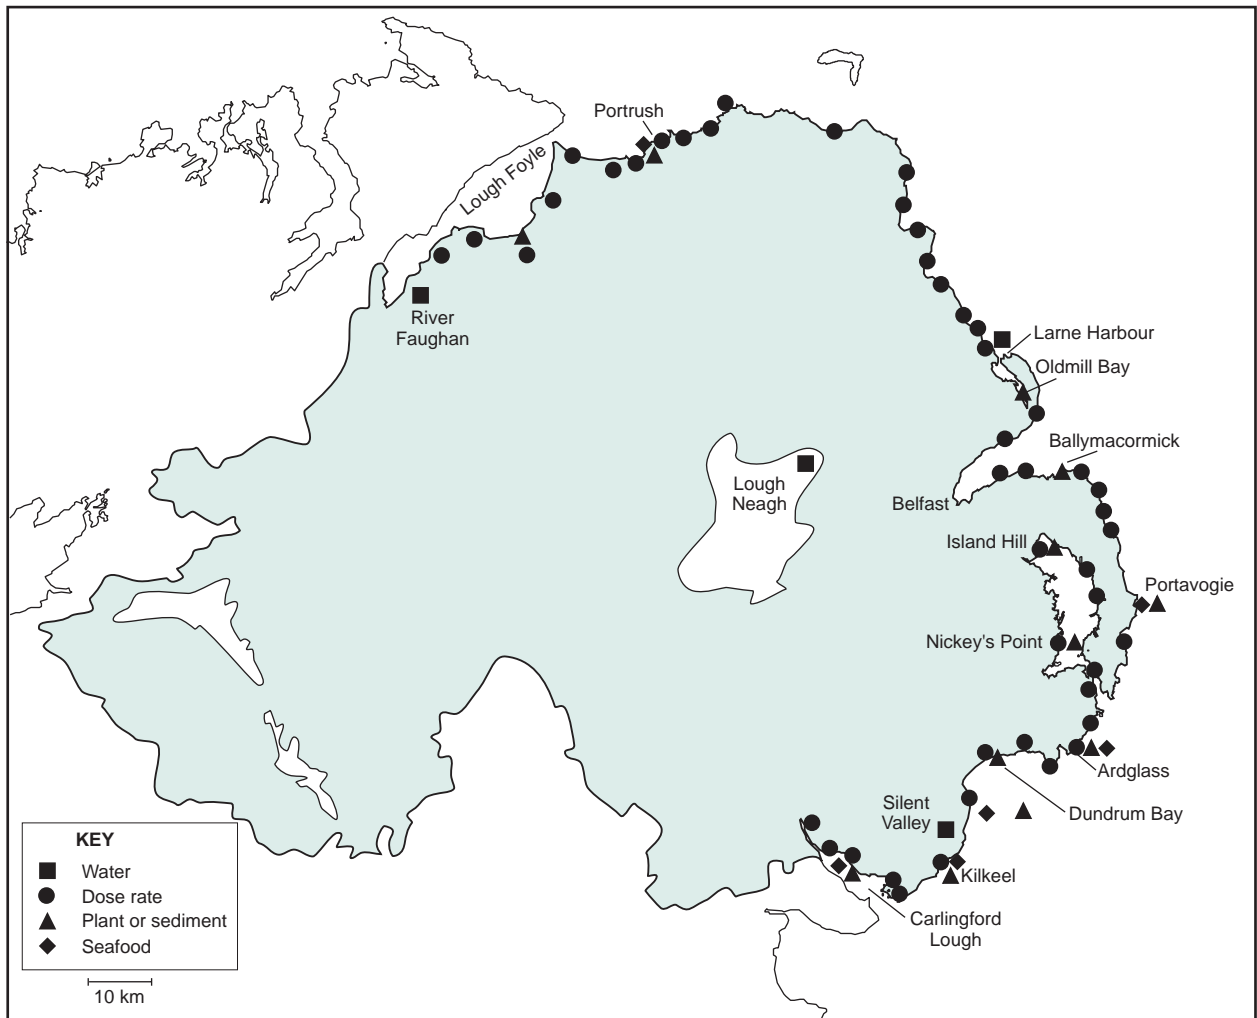 Portrush
Lough Foyle
River
Faughan
Larne Harbour
Oldmill Bay
Ballymacormick
Lough
Neagh
Belfast
Island Hill
Portavogie
Nickey's Point
Ardglass
Silent
Valley
Dundrum Bay
Kilkeel
Carlingford
Lough
KEY
Water
Dose rate
Plant or sediment
Seafood
10 km